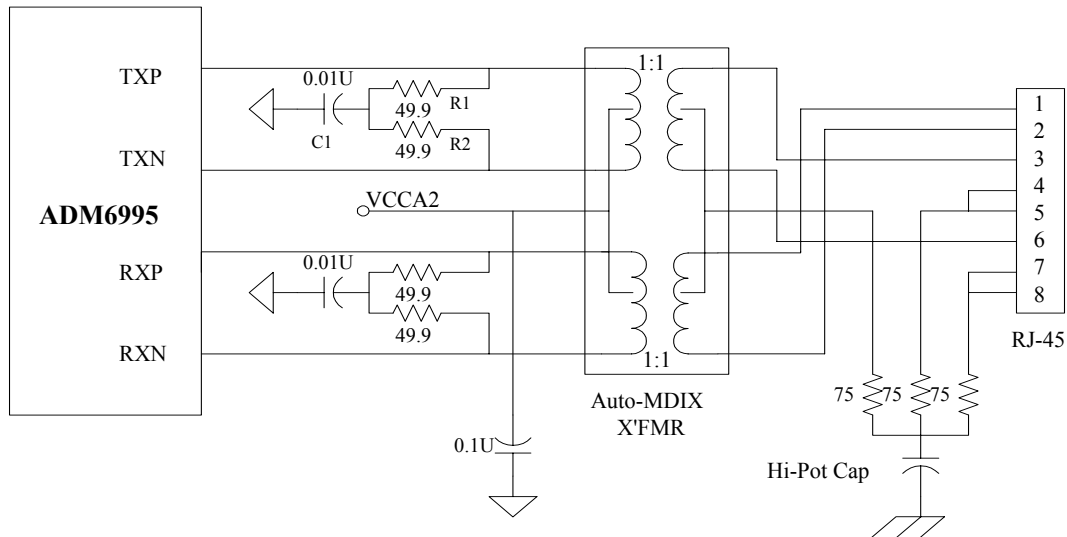 1:1
TXP
0.01U
R1
49.9
C1
49.9
R2
TXN
VCCA2
ADM6995
RXP
0.01U
49.9
49.9
RXN
1:1
1
2
3
4
5
6
7
8
RJ-45
Auto-MDIX
X'FMR
75
75
75
0.1U
Hi-Pot Cap